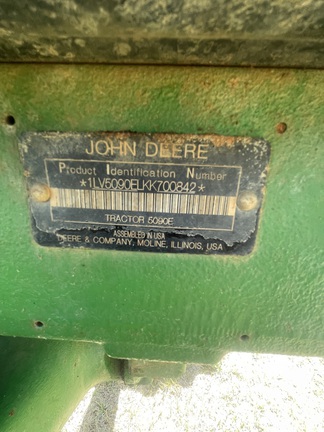 JOHN DEERE
Product Identification Number
*1LV5090ELKK700842*
TRACTOR 5090E
ASSEMBLED IN USA
DEERE & COMPANY, MOLINE, ILLINOIS, USA